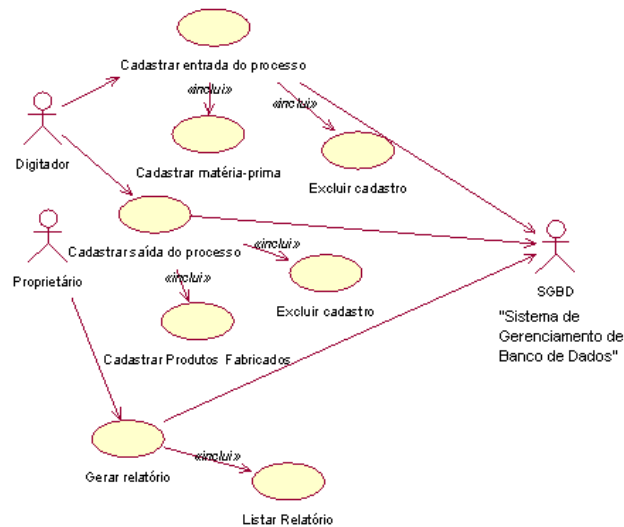 Cadastrar entrada do processo
«inclui»
«inclui»
Digitador
Cadastrar matéria-prima
Excluir cadastro
Cadastrar saída do processo
«inclui»
Proprietário
«inclui»
Excluir cadastro
SGBD
"Sistema de
Gerenciamento de
Banco de Dados"
Cadastrar Produtos Fabricados
Gerar relatório
«inclui»
Listar Relatório